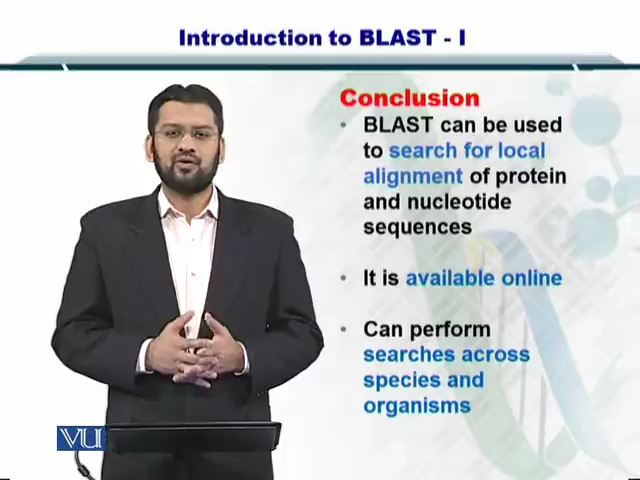 Introduction to BLAST - I
Conclusion
• BLAST can be used
to search for local
alignment of protein
and nucleotide
sequences
• It is available online
• Can perform
searches across
species and
organisms
VU